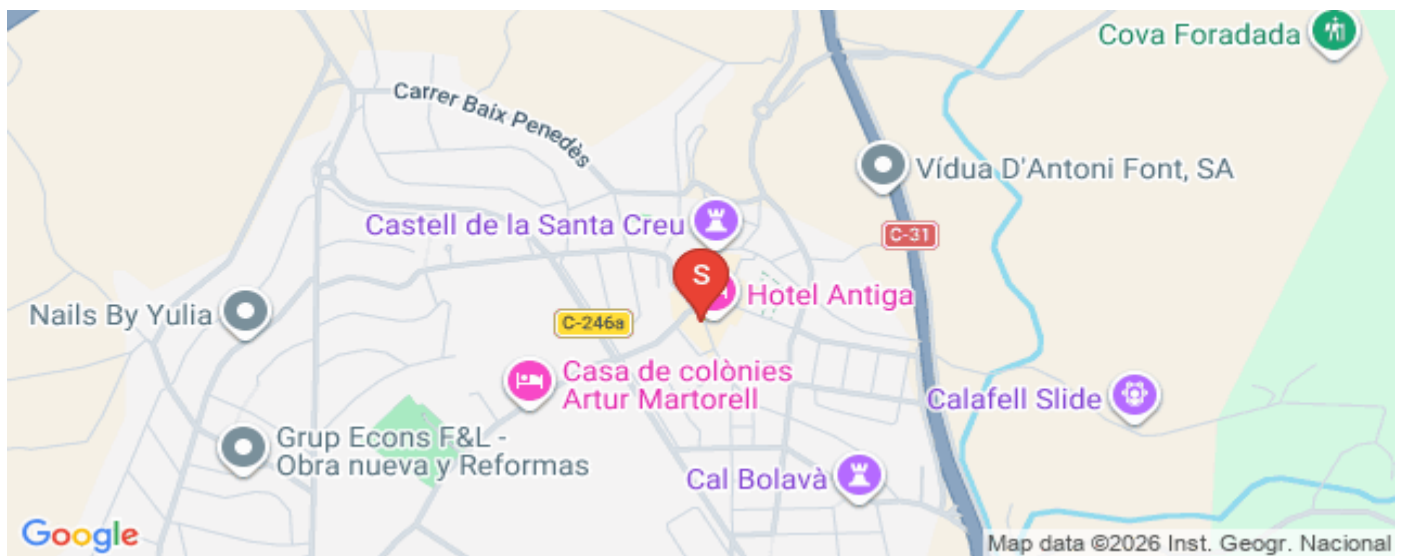 Cova Foradada
Carrer Baix Penedès
Vídua D'Antoni Font, SA
Castell de la Santa Creu
C-31
S
Hotel Antiga
Nails By Yulia
C-246a
Casa de colònies
Artur Martorell
Calafell Slide
Grup Econs F&L -
Obra nueva y Reformas
Cal Bolavà
Google
Map data ©2026 Inst. Geogr. Nacional